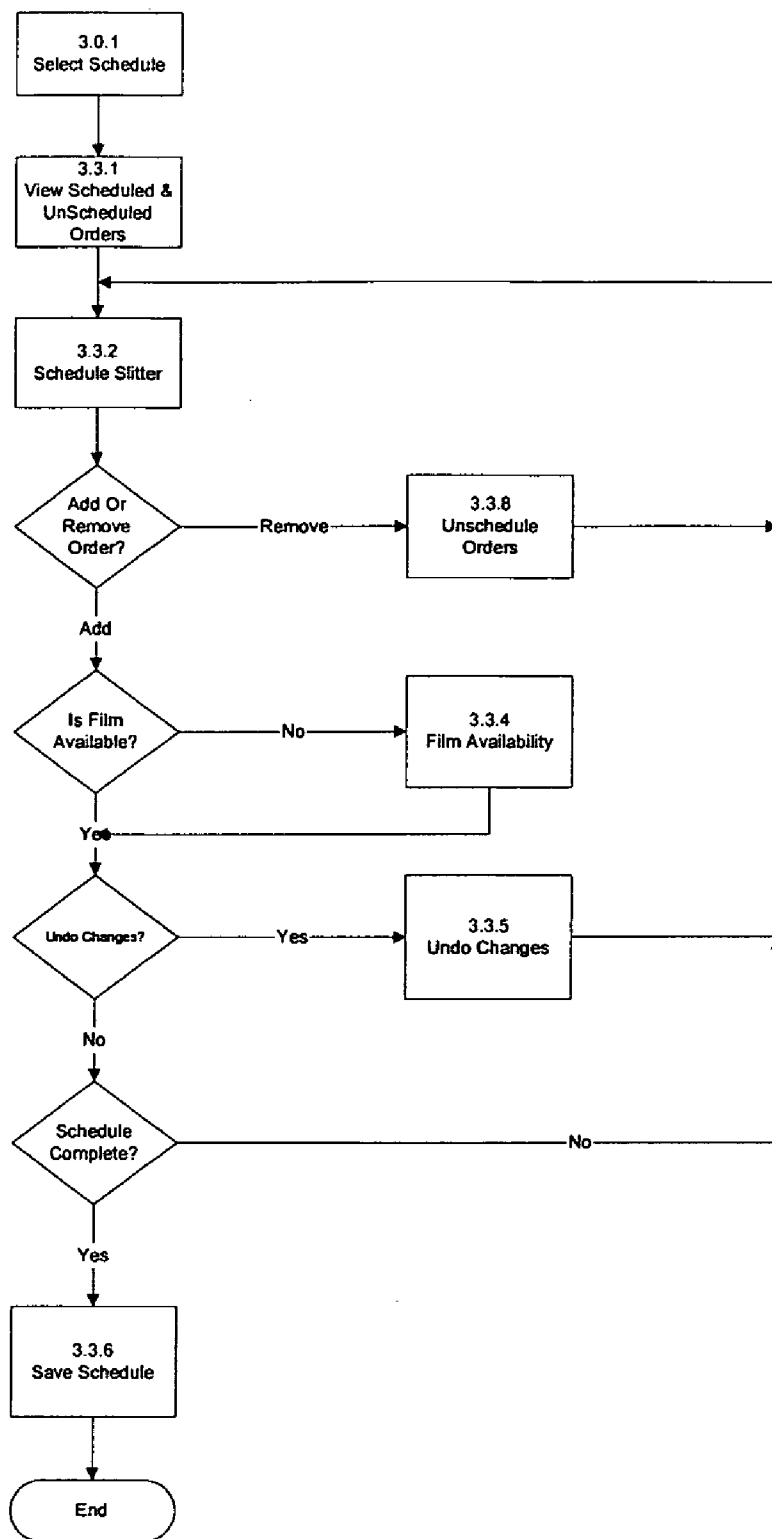 3.0.1
Select Schedule
3.3.1
View Scheduled &
UnScheduled
Orders
3.3.2
Schedule Slitter
Add Or
Remove
Order?
Remove
3.3.8
Unschedule
Orders
Add
Is Film
Available?
No
3.3.4
Film Availability
Yes
Undo Changes?
Yes
3.3.5
Undo Changes
No
Schedule
Complete?
No
Yes
3.3.6
Save Schedule
End